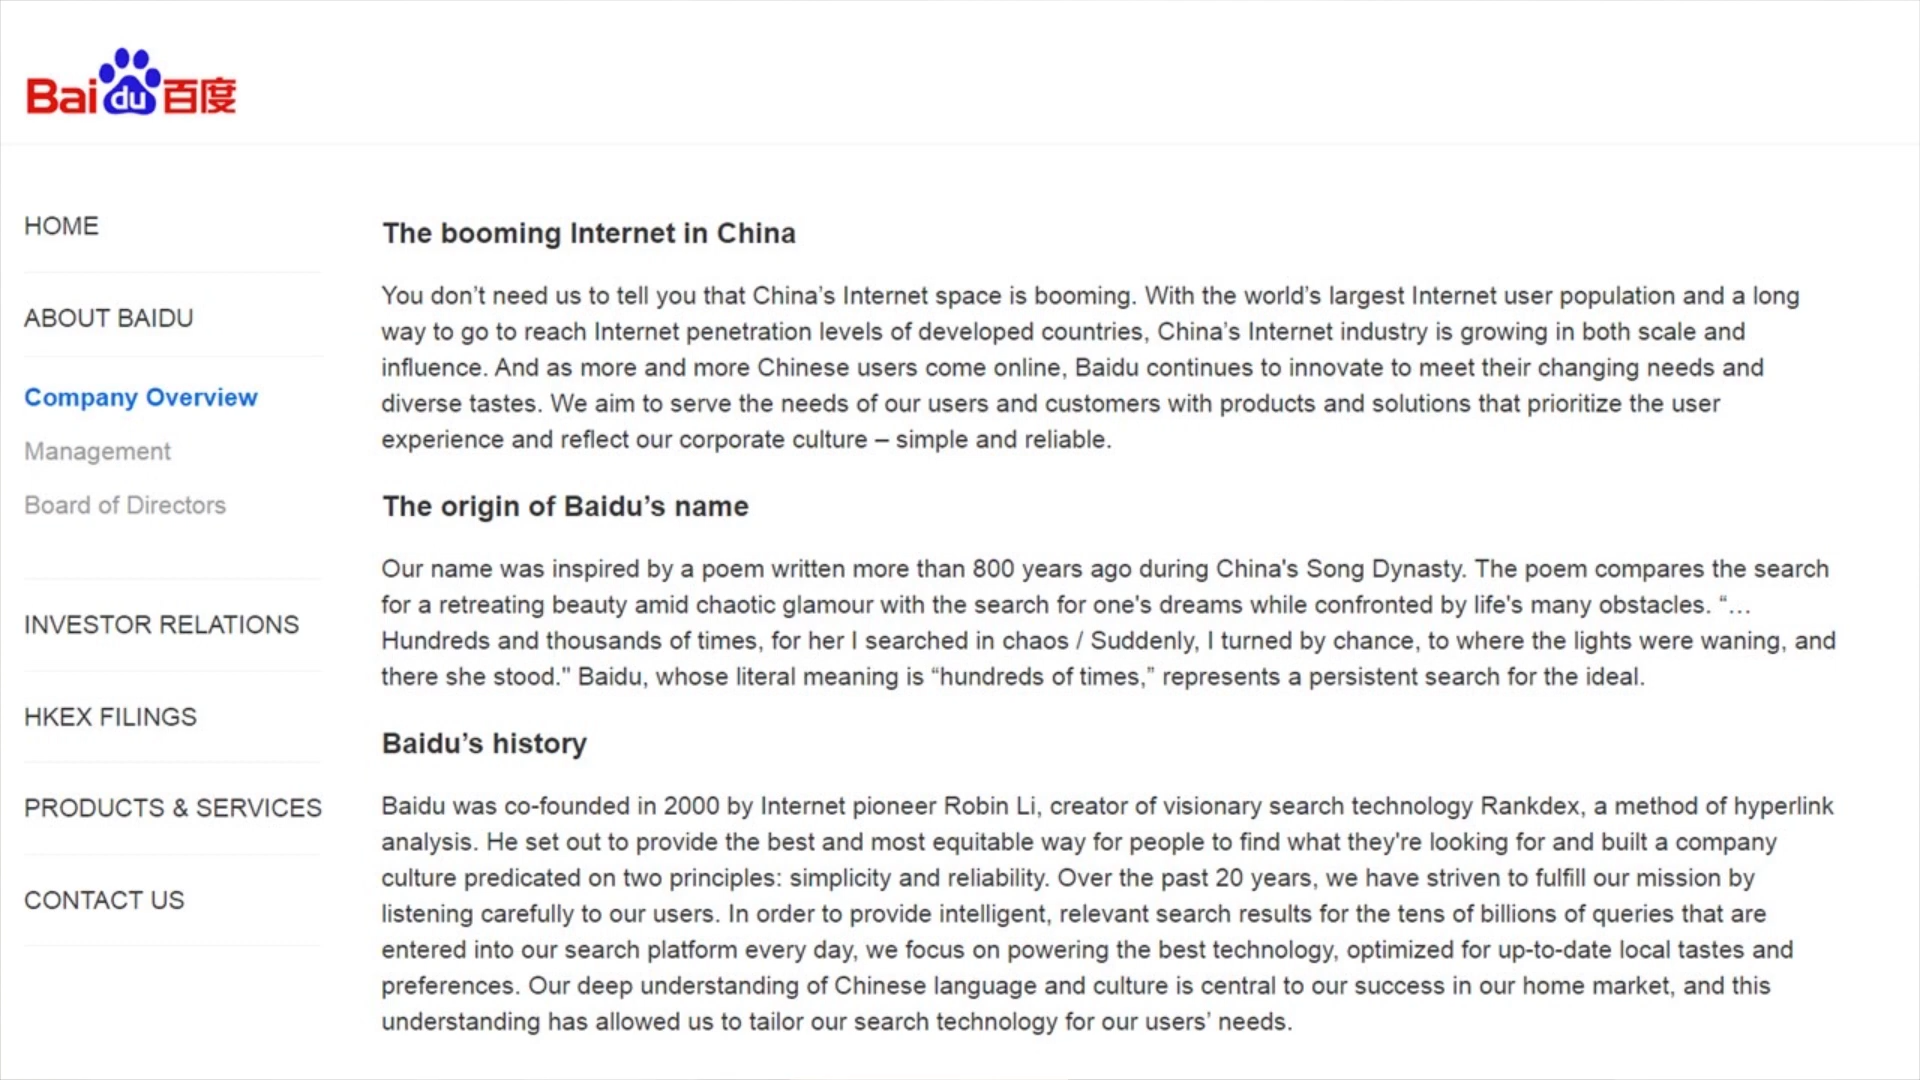 Baidu百度
HOME
ABOUT BAIDU
Company Overview
Management
Board of Directors
INVESTOR RELATIONS
HKEX FILINGS
PRODUCTS & SERVICES
CONTACT US
The booming Internet in China
You don’t need us to tell you that China’s Internet space is booming. With the world’s largest Internet user population and a long
way to go to reach Internet penetration levels of developed countries, China’s Internet industry is growing in both scale and
influence. And as more and more Chinese users come online, Baidu continues to innovate to meet their changing needs and
diverse tastes. We aim to serve the needs of our users and customers with products and solutions that prioritize the user
experience and reflect our corporate culture – simple and reliable.
The origin of Baidu’s name
Our name was inspired by a poem written more than 800 years ago during China's Song Dynasty. The poem compares the search
for a retreating beauty amid chaotic glamour with the search for one's dreams while confronted by life's many obstacles. “…
Hundreds and thousands of times, for her I searched in chaos / Suddenly, I turned by chance, to where the lights were waning, and
there she stood.” Baidu, whose literal meaning is “hundreds of times,” represents a persistent search for the ideal.
Baidu’s history
Baidu was co-founded in 2000 by Internet pioneer Robin Li, creator of visionary search technology Rankdex, a method of hyperlink
analysis. He set out to provide the best and most equitable way for people to find what they're looking for and built a company
culture predicated on two principles: simplicity and reliability. Over the past 20 years, we have striven to fulfill our mission by
listening carefully to our users. In order to provide intelligent, relevant search results for the tens of billions of queries that are
entered into our search platform every day, we focus on powering the best technology, optimized for up-to-date local tastes and
preferences. Our deep understanding of Chinese language and culture is central to our success in our home market, and this
understanding has allowed us to tailor our search technology for our users’ needs.